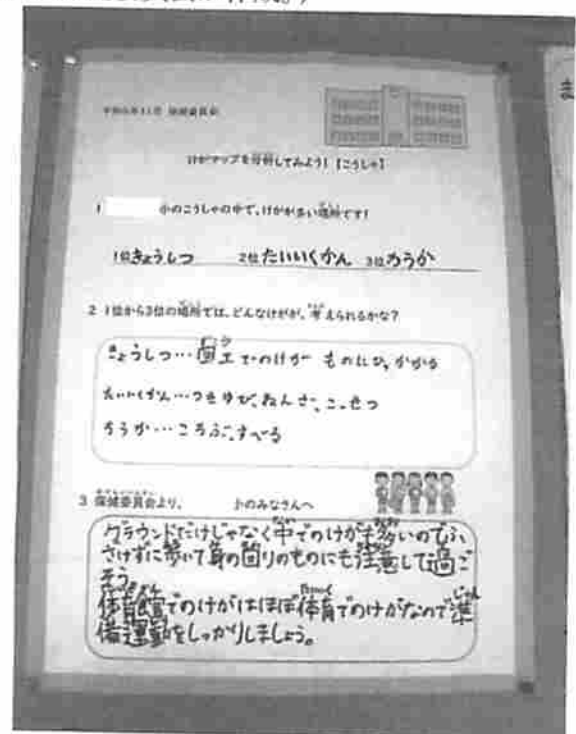 保健委員会
けがマップを分析してみよう!【こうしゃ】
1 小のこうしゃの中で、けがが多い場所です!
1位きょうしつ 2位たいいくかん 3位ろうか
2 1位から3位の場所では、どんなけがが、考えられるかな?
きょうしつ…図工でのけが ものにひっかかる
たいいくかん…つきゆび、ねんざ、こっせつ
ろうか…ころぶ、すべる
3 保健委員会より、 小のみなさんへ
グラウンドだけじゃなく中でのけがも多いのでふ
さけずに歩いて身の回りのものにも注意して過ご
そう。
体育館でのけがはほぼ体育でのけがなので準
備運動をしっかりしましょう。